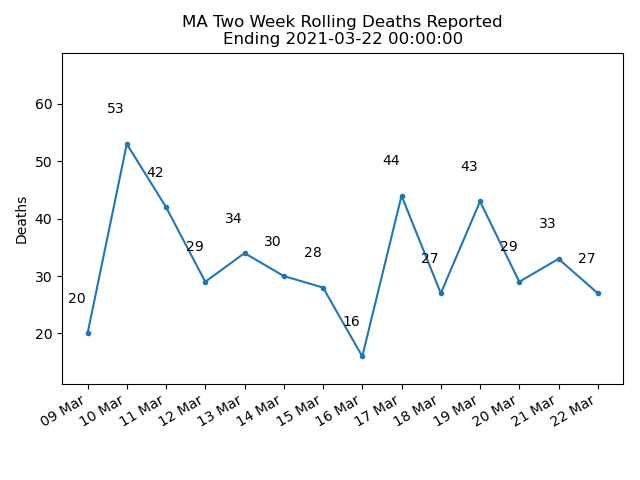 MA Two Week Rolling Deaths Reported
Ending 2021-03-22 00:00:00
Deaths
60
50
40
30
20
20
53
42
29
34
30
28
16
44
27
43
29
33
27
09 Mar
10 Mar
11 Mar
12 Mar
13 Mar
14 Mar
15 Mar
16 Mar
17 Mar
18 Mar
19 Mar
20 Mar
21 Mar
22 Mar